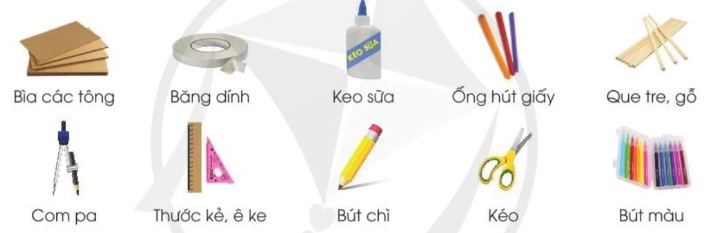 KEO SỮA
Bìa các tông Băng dính Keo sữa Ống hút giấy Que tre, gỗ
Com pa Thước kẻ, ê ke Bút chì Kéo Bút màu